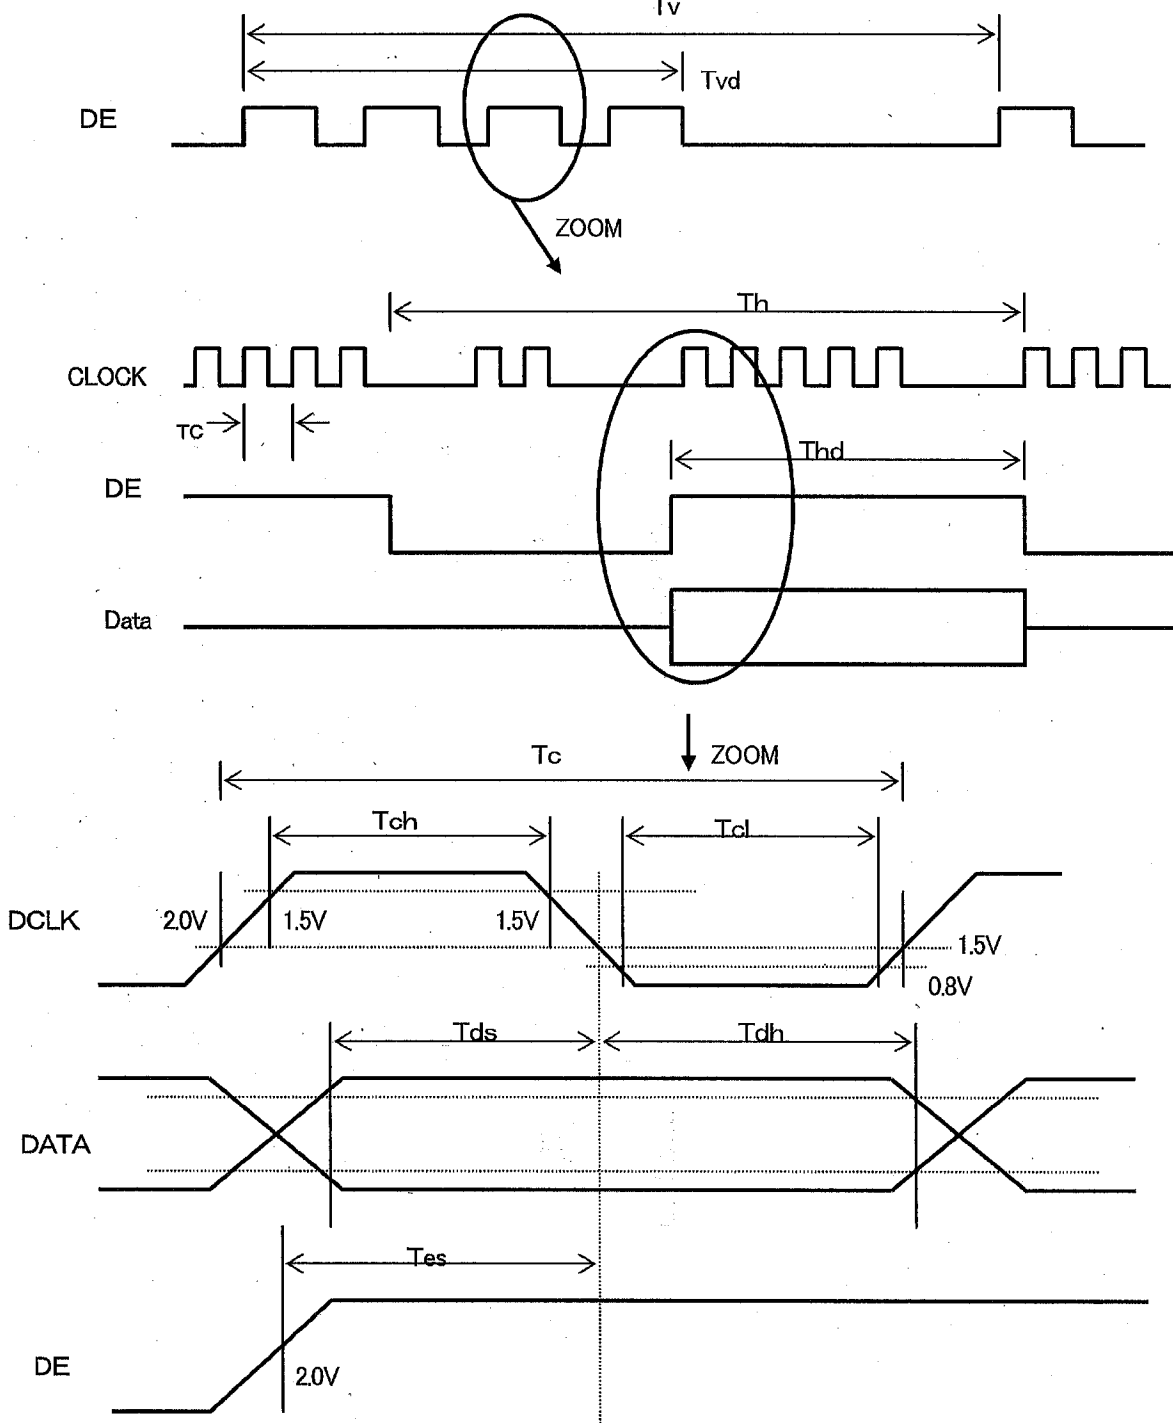 Tv
Tvd
DE
ZOOM
Th
CLOCK
TC
Thd
DE
Data
Tc
ZOOM
Tch
Tcl
DCLK
2.0V
1.5V
1.5V
1.5V
0.8V
Tds
Tdh
DATA
Tes
DE
2.0V